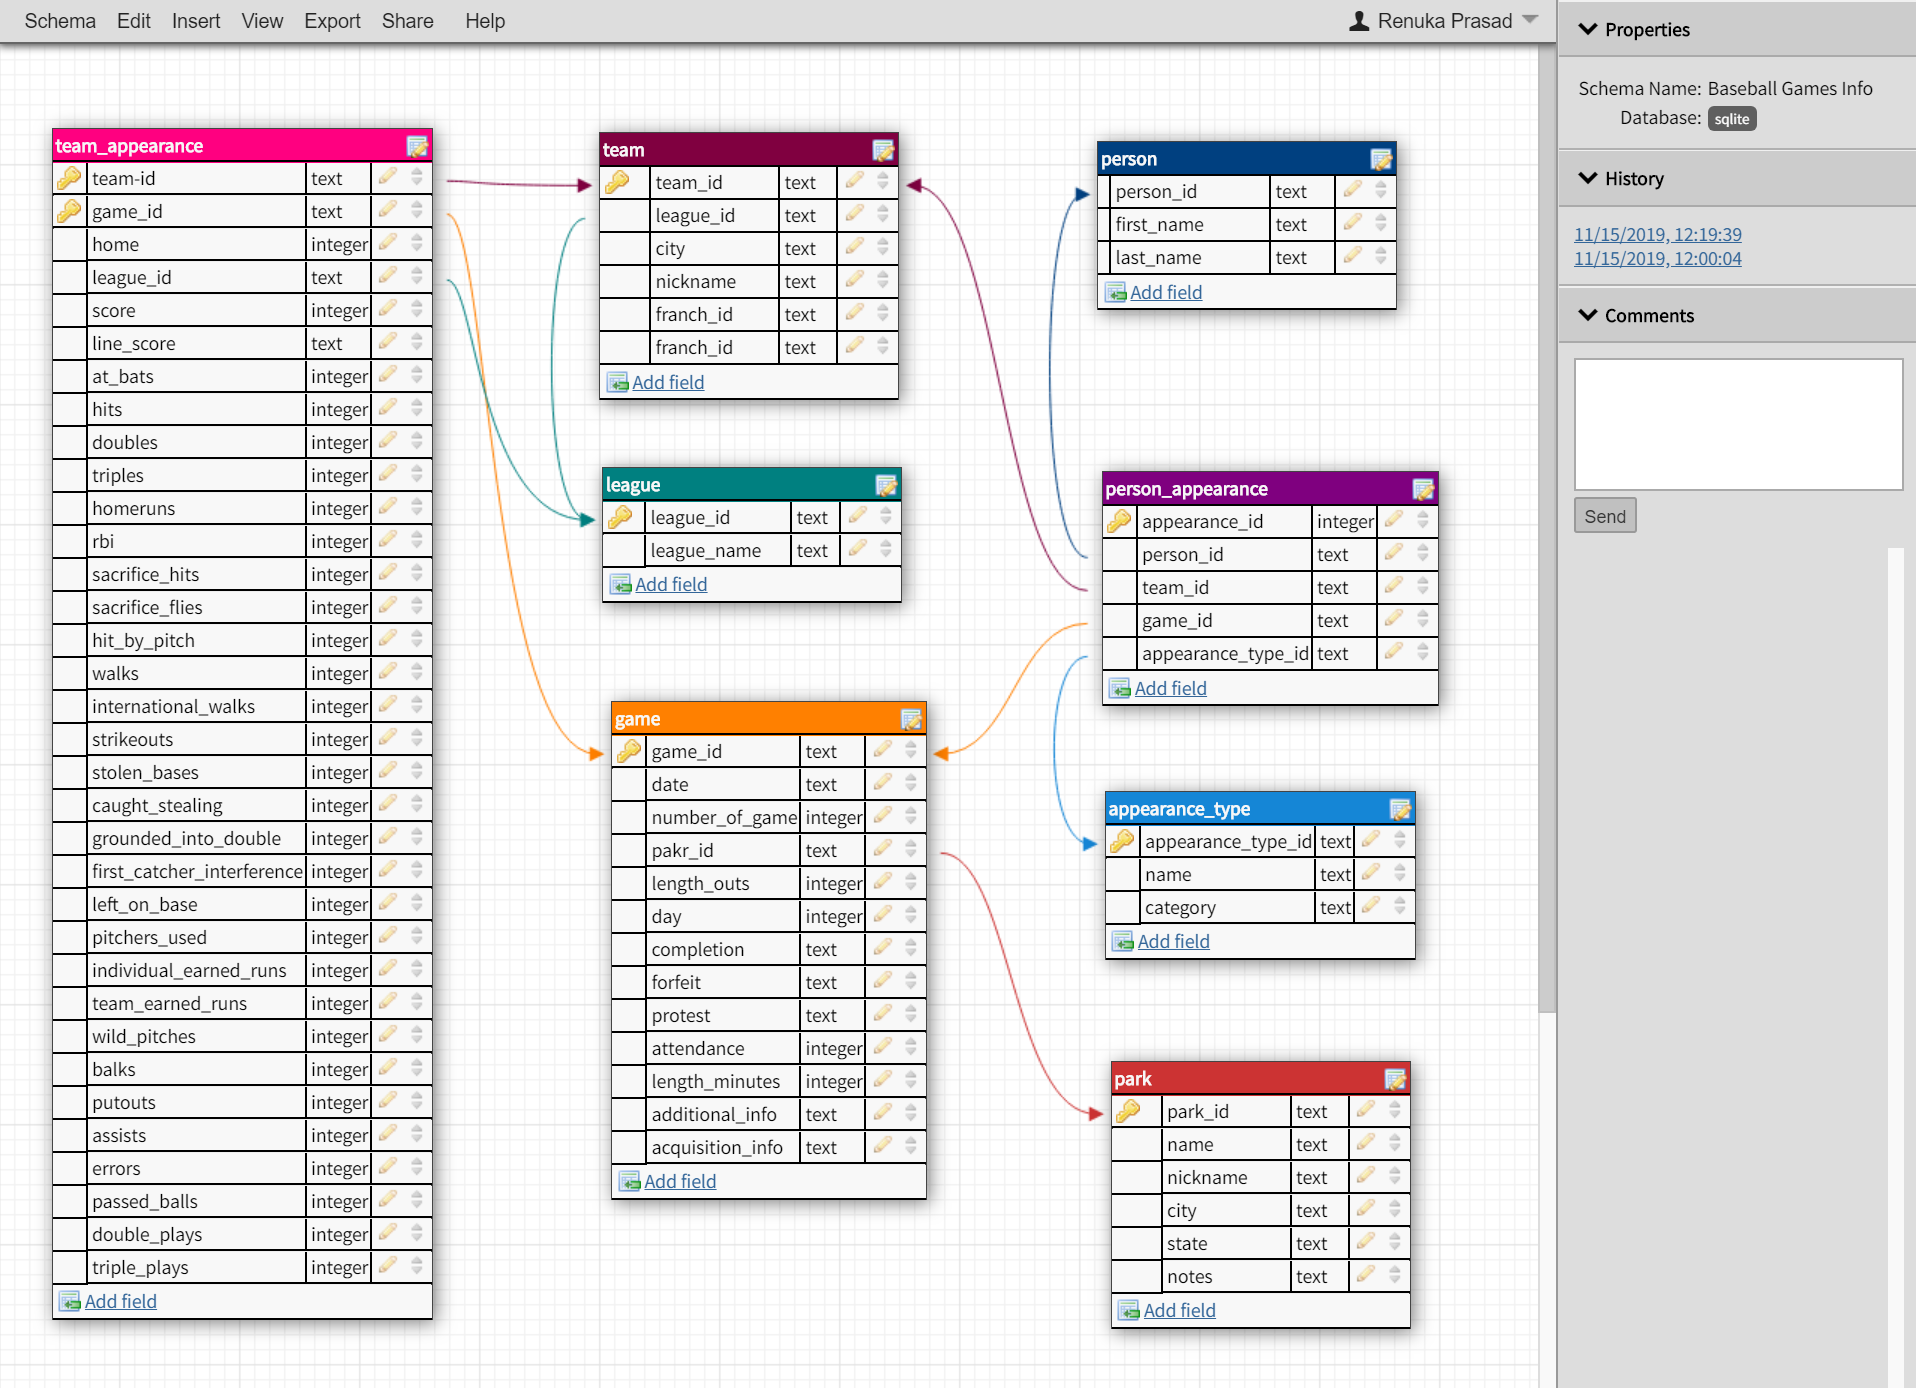 Schema Edit Insert View Export Share Help Renuka Prasad
Properties
Schema Name: Baseball Games Info
Database: sqlite
History
11/15/2019, 12:19:39
11/15/2019, 12:00:04
Comments
Send
team_appearance
team-id text
game_id text
home integer
league_id text
score integer
line_score text
at_bats integer
hits integer
doubles integer
triples integer
homeruns integer
rbi integer
sacrifice_hits integer
sacrifice_flies integer
hit_by_pitch integer
walks integer
international_walks integer
strikeouts integer
stolen_bases integer
caught_stealing integer
grounded_into_double integer
first_catcher_interference integer
left_on_base integer
pitchers_used integer
individual_earned_runs integer
team_earned_runs integer
wild_pitches integer
balks integer
putouts integer
assists integer
errors integer
passed_balls integer
double_plays integer
triple_plays integer
Add field
team
team_id text
league_id text
city text
nickname text
franch_id text
franch_id text
Add field
league
league_id text
league_name text
Add field
game
game_id text
date text
number_of_game integer
pakr_id text
length_outs integer
day integer
completion text
forfeit text
protest text
attendance integer
length_minutes integer
additional_info text
acquisition_info text
Add field
person
person_id text
first_name text
last_name text
Add field
person_appearance
appearance_id integer
person_id text
team_id text
game_id text
appearance_type_id text
Add field
appearance_type
appearance_type_id text
name text
category text
Add field
park
park_id text
name text
nickname text
city text
state text
notes text
Add field